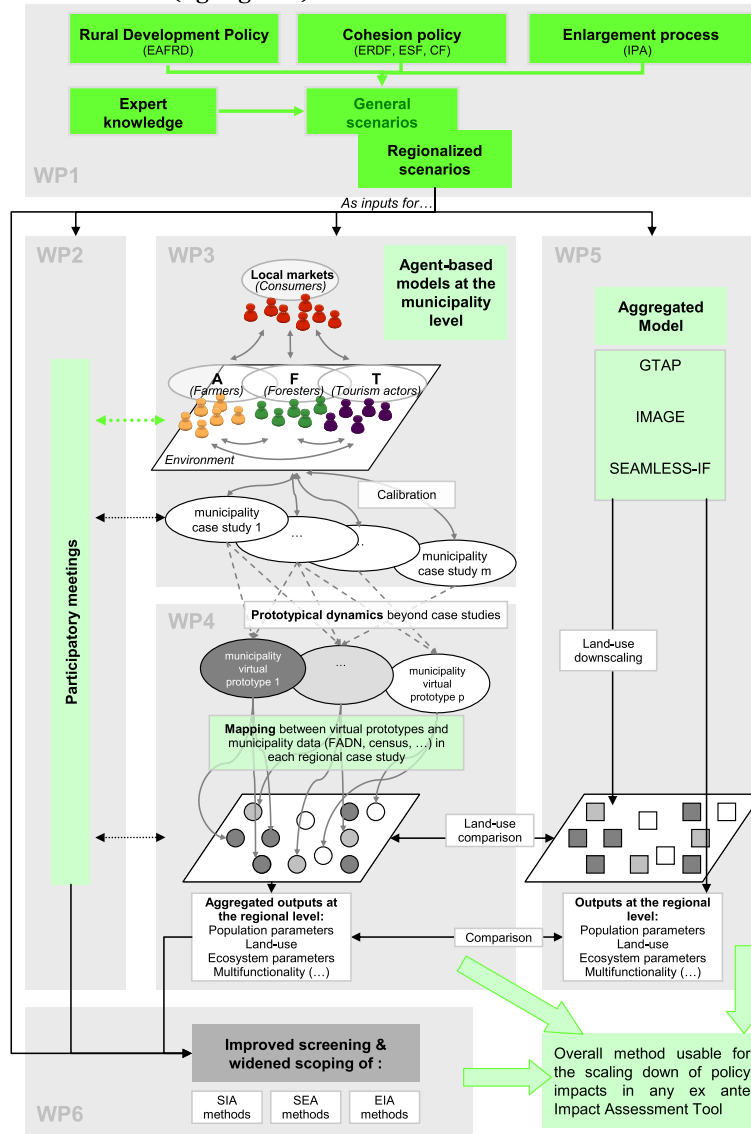 Rural Development Policy
(EAFRD)
Cohesion policy
(ERDF, ESF, CF)
Enlargement process
(IPA)
Expert
knowledge
General
scenarios
Regionalized
scenarios
WP1
As inputs for…
WP2
WP3
WP5
Local markets
(Consumers)
Agent-based
models at the
municipality
level
Aggregated
Model
GTAP
IMAGE
SEAMLESS-IF
A
(Farmers)
F
(Foresters)
T
(Tourism actors)
Environment
Calibration
municipality
case study 1
…
..
municipality
case study m
Participatory meetings
WP4
Prototypical dynamics beyond case studies
municipality
virtual
prototype 1
…
municipality
virtual
prototype p
Land-use
downscaling
Mapping between virtual prototypes and
municipality data (FADN, census, …) in
each regional case study
Land-use
comparison
Aggregated outputs at
the regional level:
Population parameters
Land-use
Ecosystem parameters
Multifunctionality (…)
Comparison
Outputs at the regional
level:
Population parameters
Land-use
Ecosystem parameters
Multifunctionality (…)
Improved screening &
widened scoping of :
SIA
methods
SEA
methods
EIA
methods
WP6
Overall method usable for
the scaling down of policy
impacts in any ex ante
Impact Assessment Tool